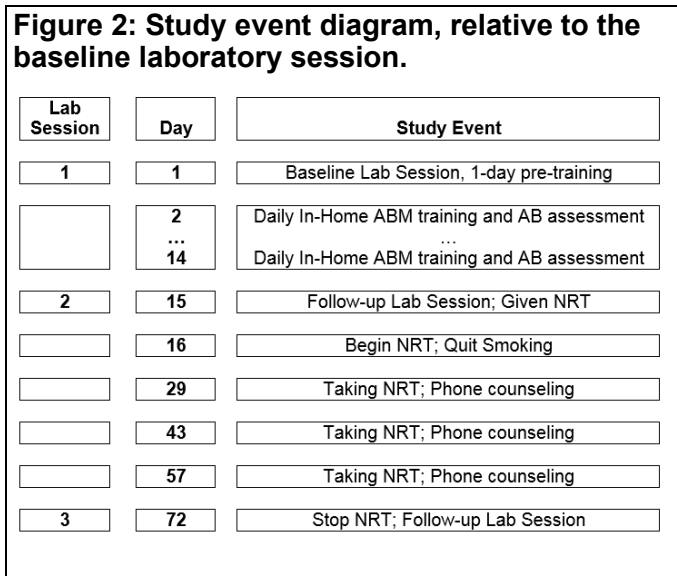 Figure 2: Study event diagram, relative to the
baseline laboratory session.
Lab
Session Day Study Event
1 1 Baseline Lab Session, 1-day pre-training
2 Daily In-Home ABM training and AB assessment
... ...
14 Daily In-Home ABM training and AB assessment
2 15 Follow-up Lab Session; Given NRT
16 Begin NRT; Quit Smoking
29 Taking NRT; Phone counseling
43 Taking NRT; Phone counseling
57 Taking NRT; Phone counseling
3 72 Stop NRT; Follow-up Lab Session